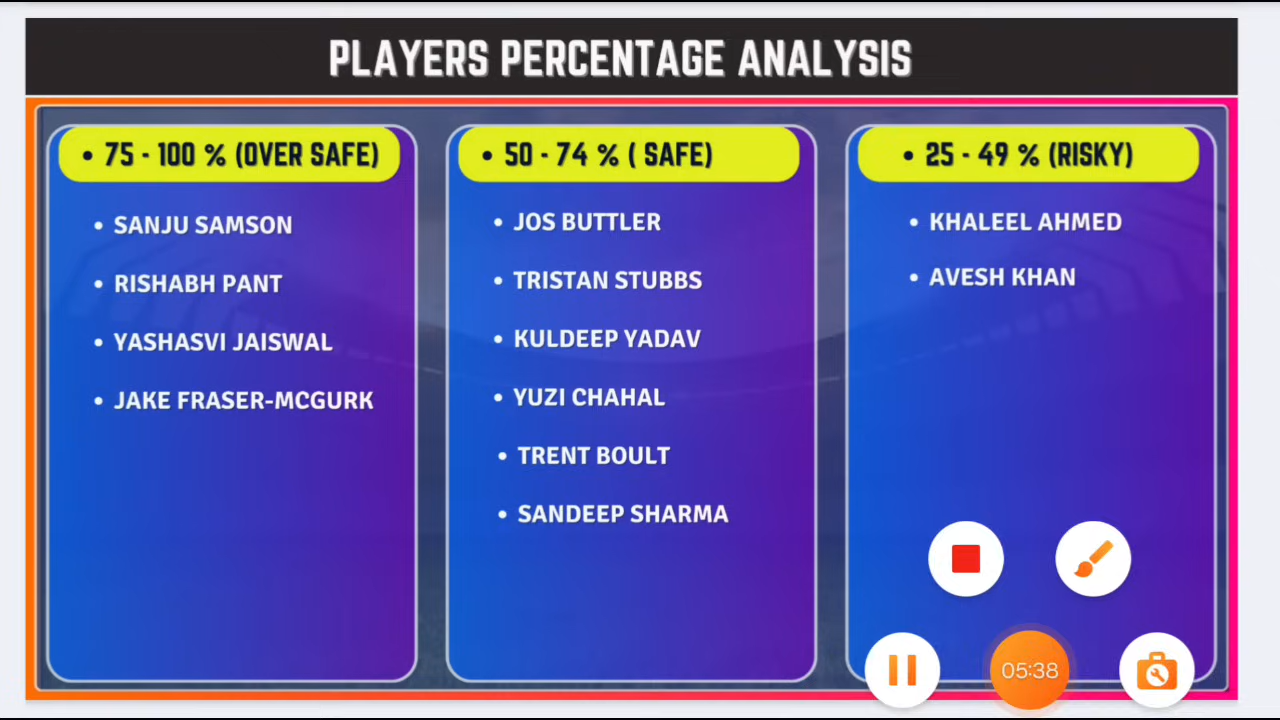 PLAYERS PERCENTAGE ANALYSIS
• 75 - 100 % (OVER SAFE)
• SANJU SAMSON
• RISHABH PANT
• YASHASVI JAISWAL
• JAKE FRASER-MCGURK
• 50 - 74 % ( SAFE)
• JOS BUTTLER
• TRISTAN STUBBS
• KULDEEP YADAV
• YUZI CHAHAL
• TRENT BOULT
• SANDEEP SHARMA
• 25 - 49 % (RISKY)
• KHALEEL AHMED
• AVESH KHAN
05:38